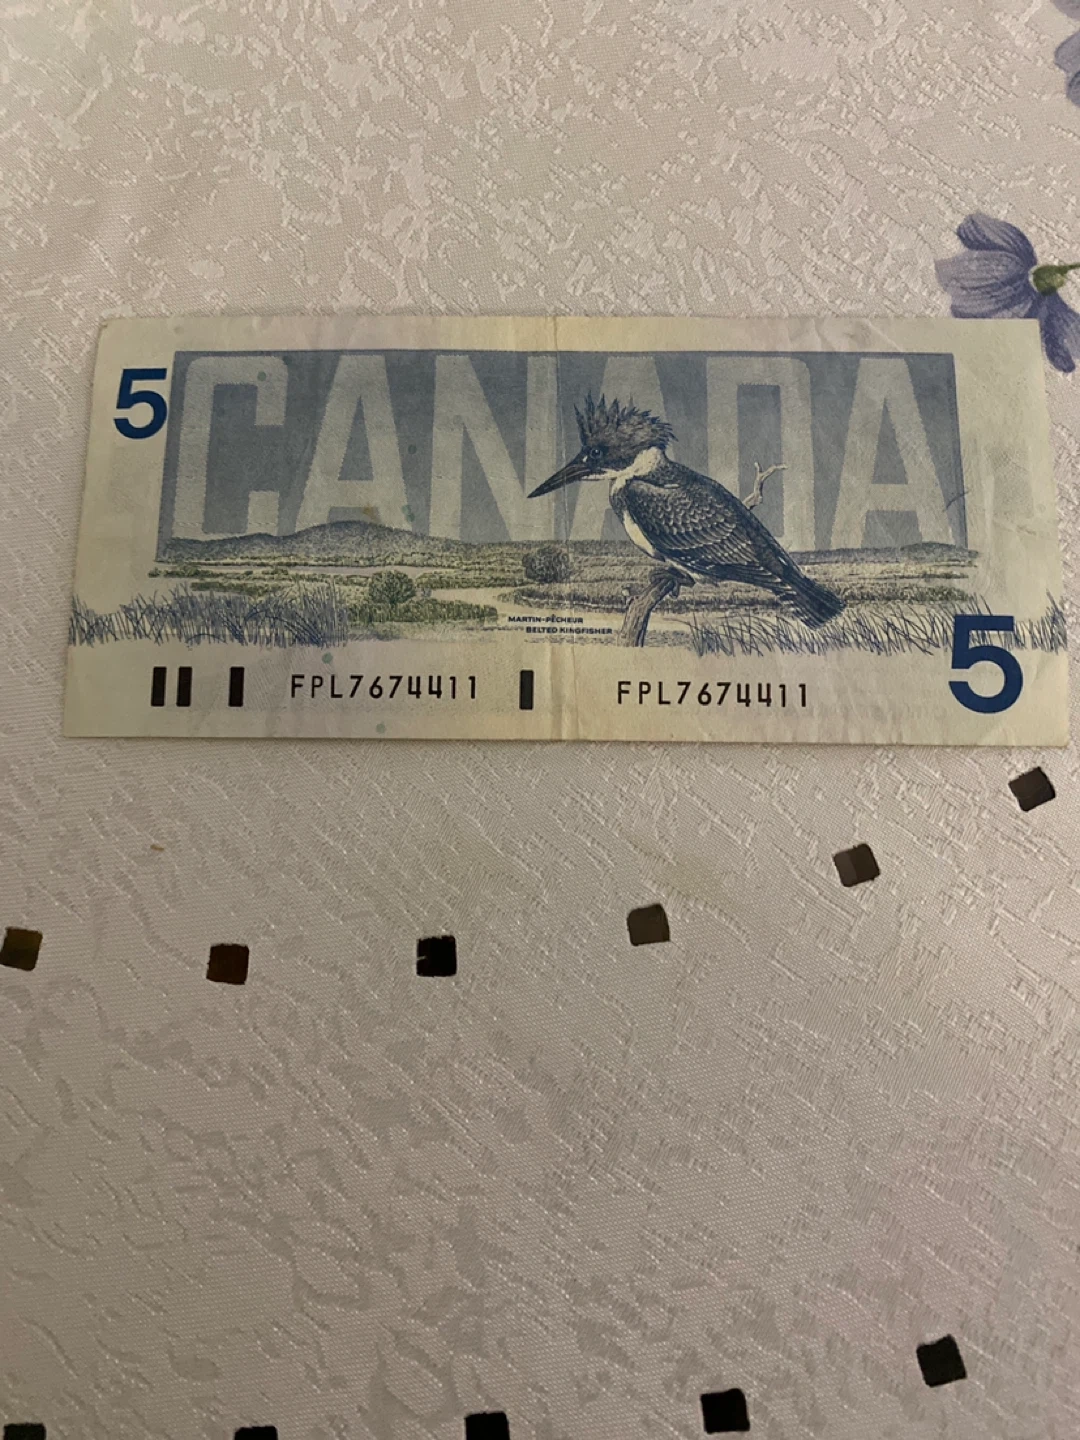 5
CANADA
MARTIN-PÊCHEUR
BELTED KINGFISHER
FPL7674411 FPL7674411
5